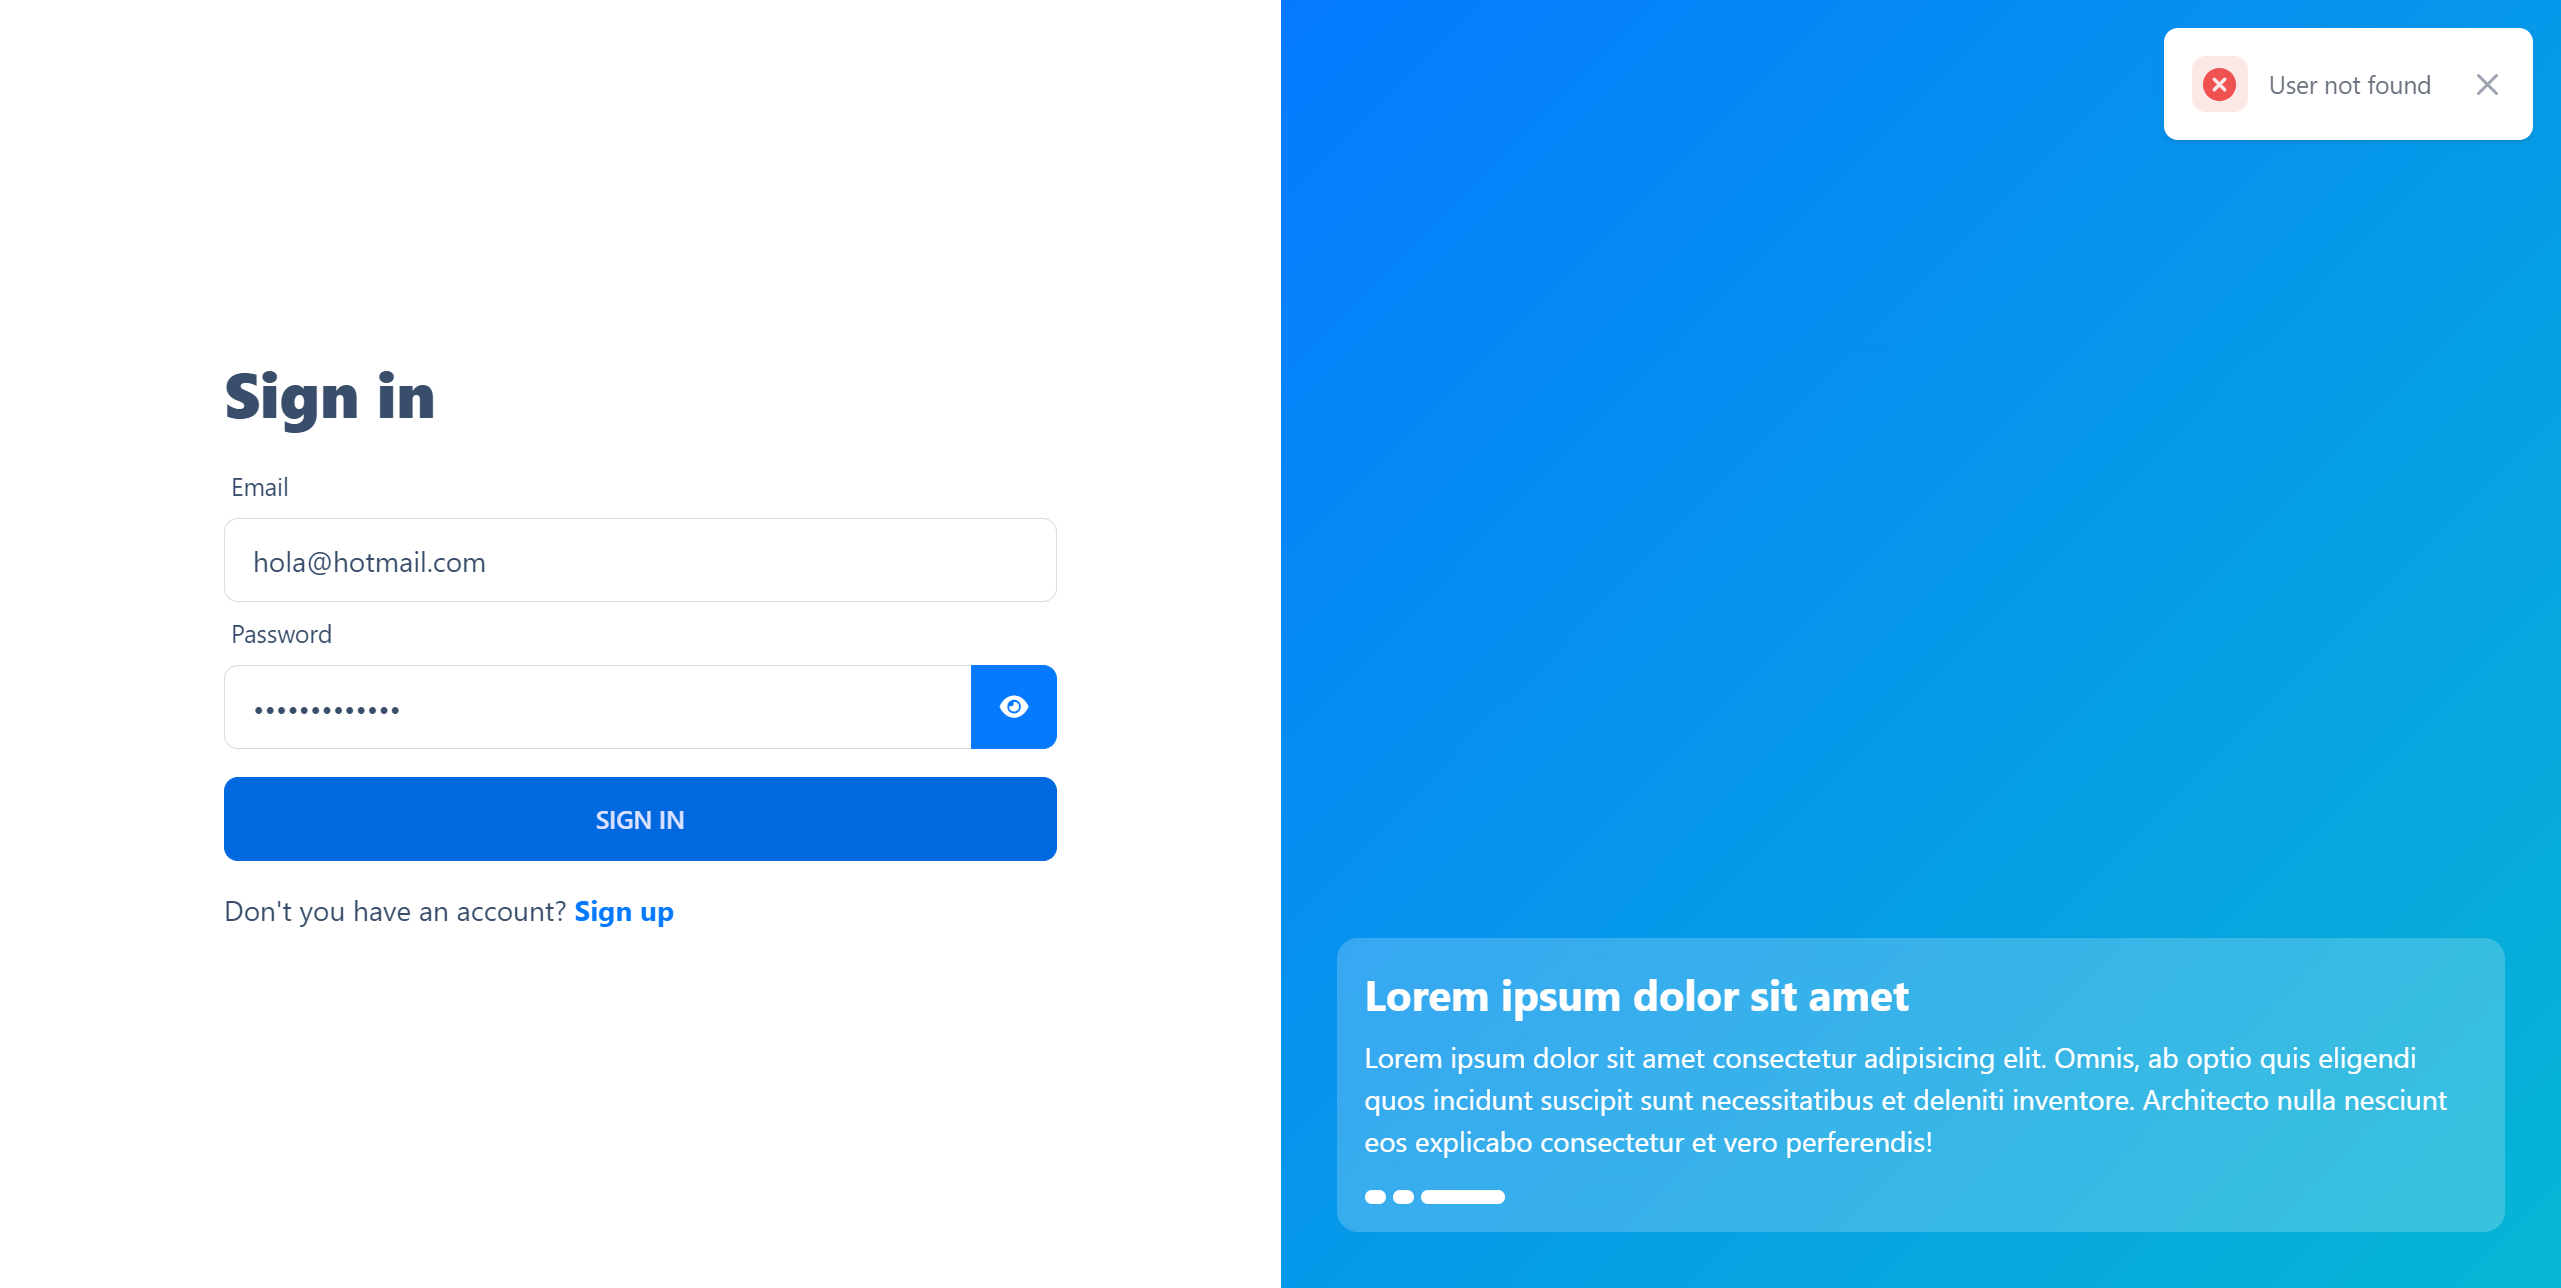 User not found
Sign in
Email
hola@hotmail.com
Password
•••••••••••••
SIGN IN
Don't you have an account? Sign up
Lorem ipsum dolor sit amet
Lorem ipsum dolor sit amet consectetur adipisicing elit. Omnis, ab optio quis eligendi
quos incidunt suscipit sunt necessitatibus et deleniti inventore. Architecto nulla nesciunt
eos explicabo consectetur et vero perferendis!